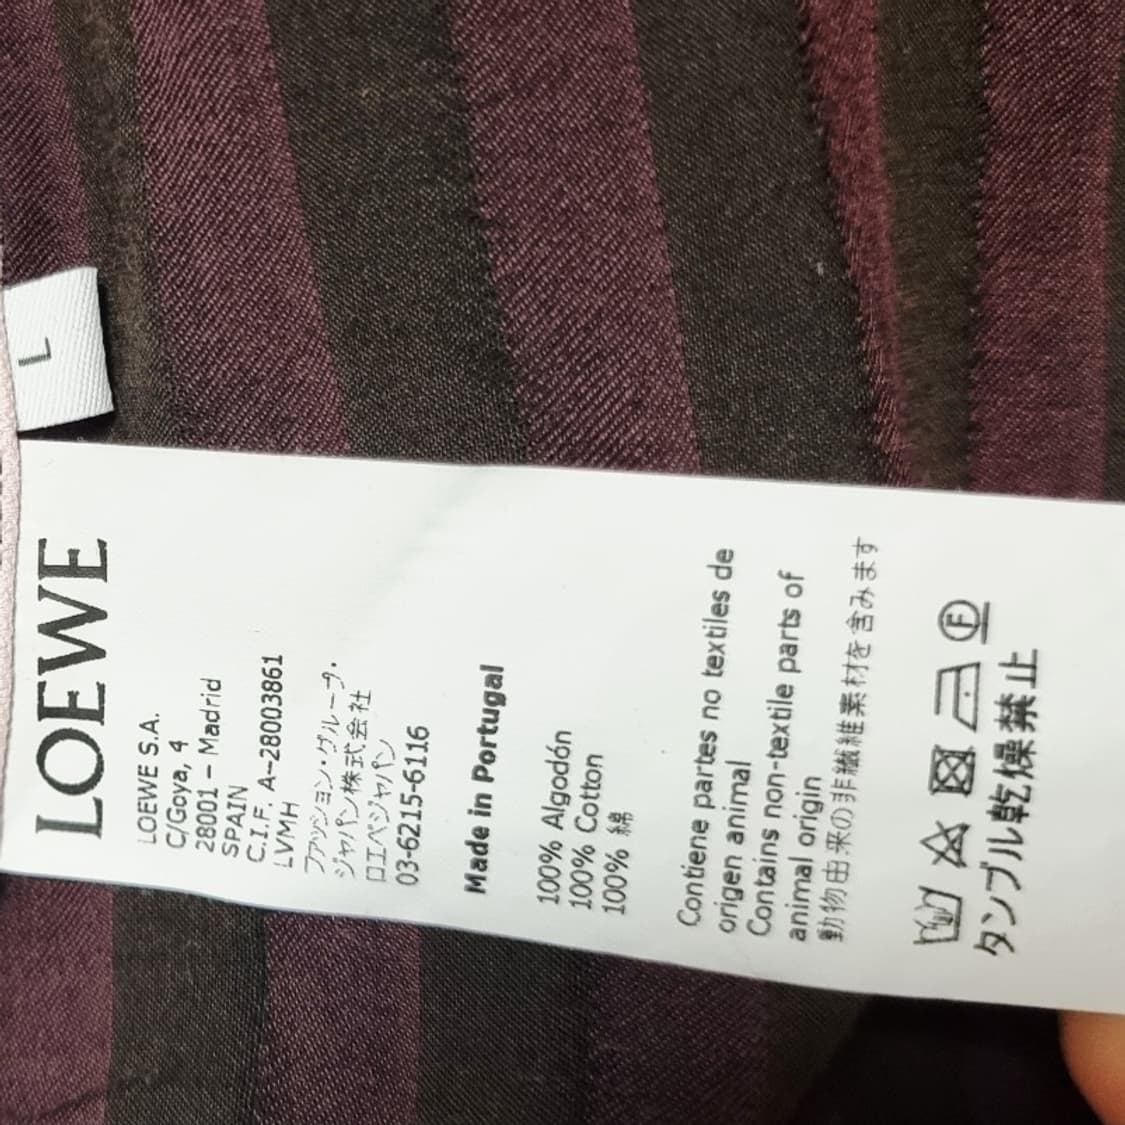 L
LOEWE
LOEWE S.A.
C/Goya, 4
28001 – Madrid
SPAIN
C.I.F. A-28003861
LVMH
ファッション・グループ・
ジャパン株式会社
ロエベジャパン
03-6215-6116
Made in Portugal
100% Algodón
100% Cotton
100% 綿
Contiene partes no textiles de
origen animal
Contains non-textile parts of
animal origin
動物由来の非繊維素材を含みます
F
タンブル乾燥禁止